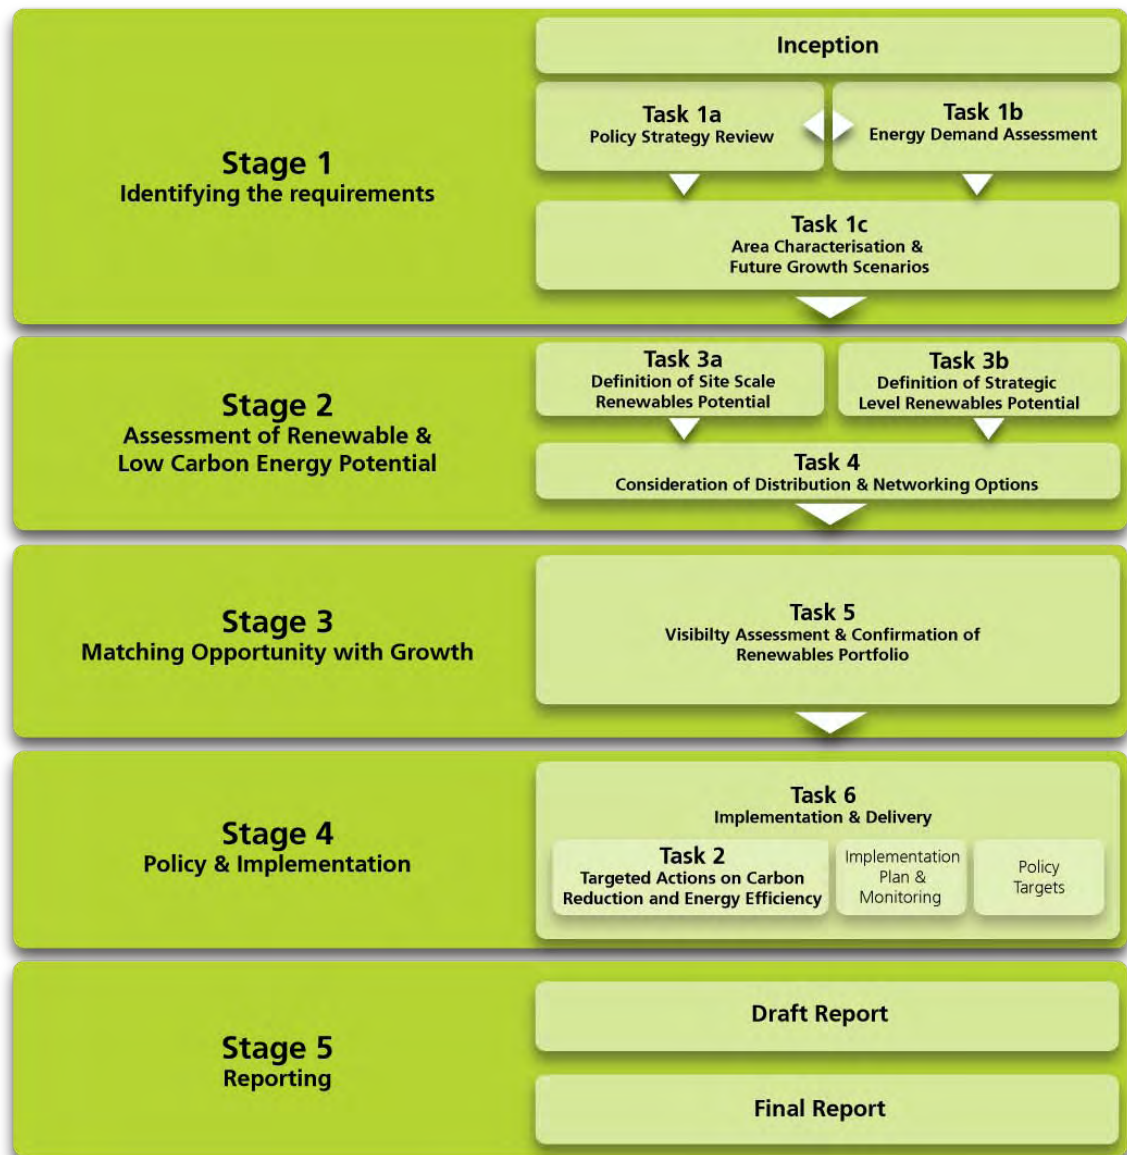 Stage 1
Identifying the requirements
Inception
Task 1a
Policy Strategy Review
Task 1b
Energy Demand Assessment
Task 1c
Area Characterisation &
Future Growth Scenarios
Stage 2
Assessment of Renewable &
Low Carbon Energy Potential
Task 3a
Definition of Site Scale
Renewables Potential
Task 3b
Definition of Strategic
Level Renewables Potential
Task 4
Consideration of Distribution & Networking Options
Stage 3
Matching Opportunity with Growth
Task 5
Visibilty Assessment & Confirmation of
Renewables Portfolio
Stage 4
Policy & Implementation
Task 6
Implementation & Delivery
Task 2
Targeted Actions on Carbon
Reduction and Energy Efficiency
Implementation
Plan &
Monitoring
Policy
Targets
Stage 5
Reporting
Draft Report
Final Report